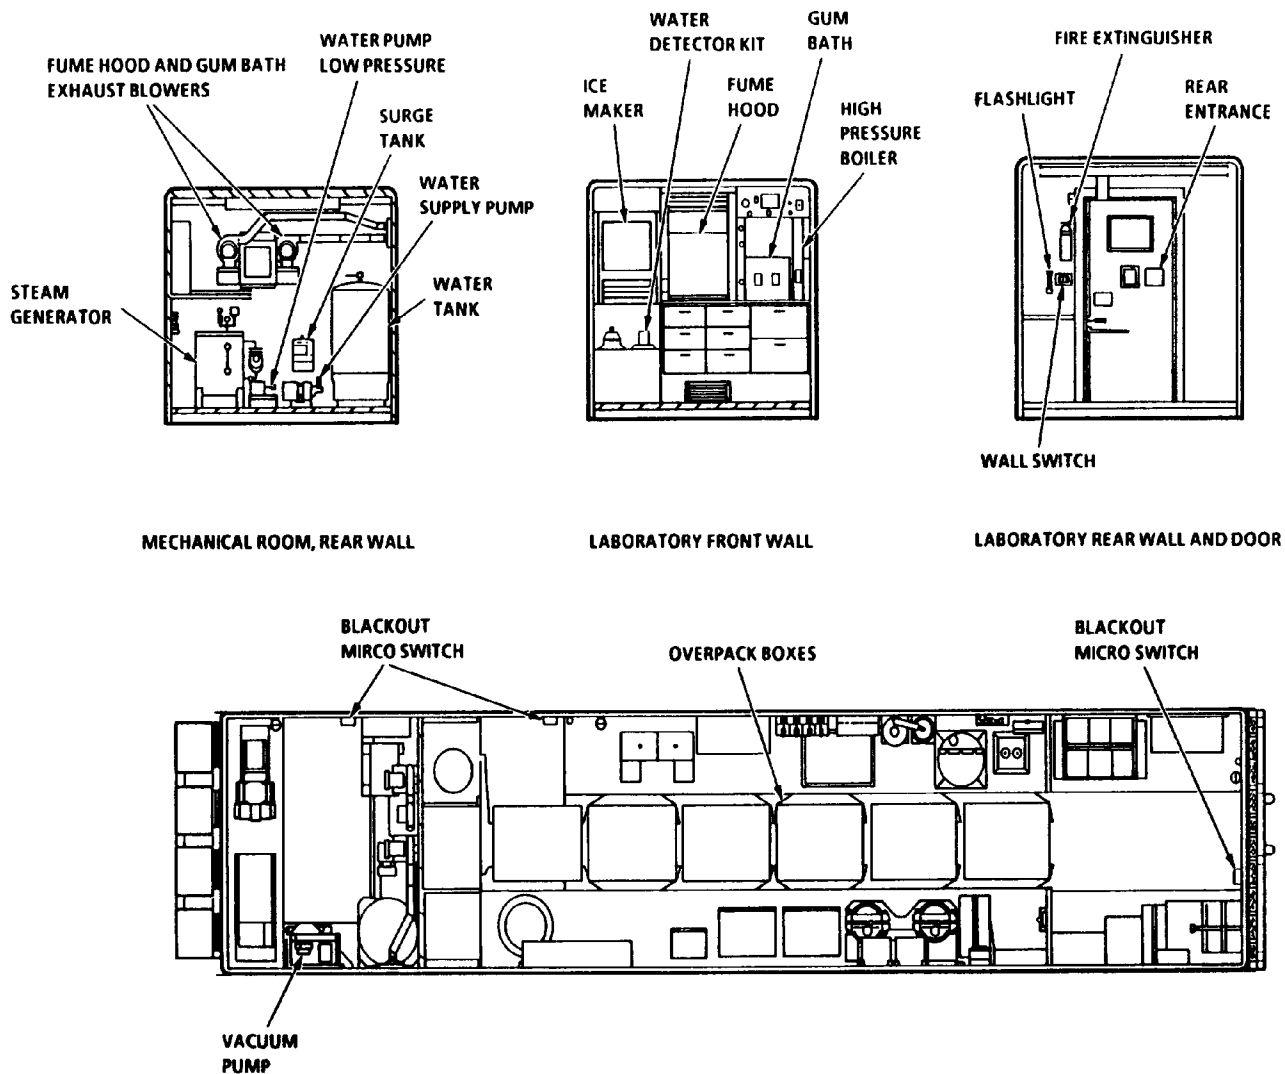 WATER PUMP
LOW PRESSURE
FUME HOOD AND GUM BATH
EXHAUST BLOWERS
SURGE
TANK
WATER
SUPPLY PUMP
WATER
TANK
STEAM
GENERATOR
MECHANICAL ROOM, REAR WALL
WATER
DETECTOR KIT
GUM
BATH
ICE
MAKER
FUME
HOOD
HIGH
PRESSURE
BOILER
LABORATORY FRONT WALL
FIRE EXTINGUISHER
FLASHLIGHT
REAR
ENTRANCE
WALL SWITCH
LABORATORY REAR WALL AND DOOR
BLACKOUT
MIRCO SWITCH
OVERPACK BOXES
BLACKOUT
MICRO SWITCH
VACUUM
PUMP